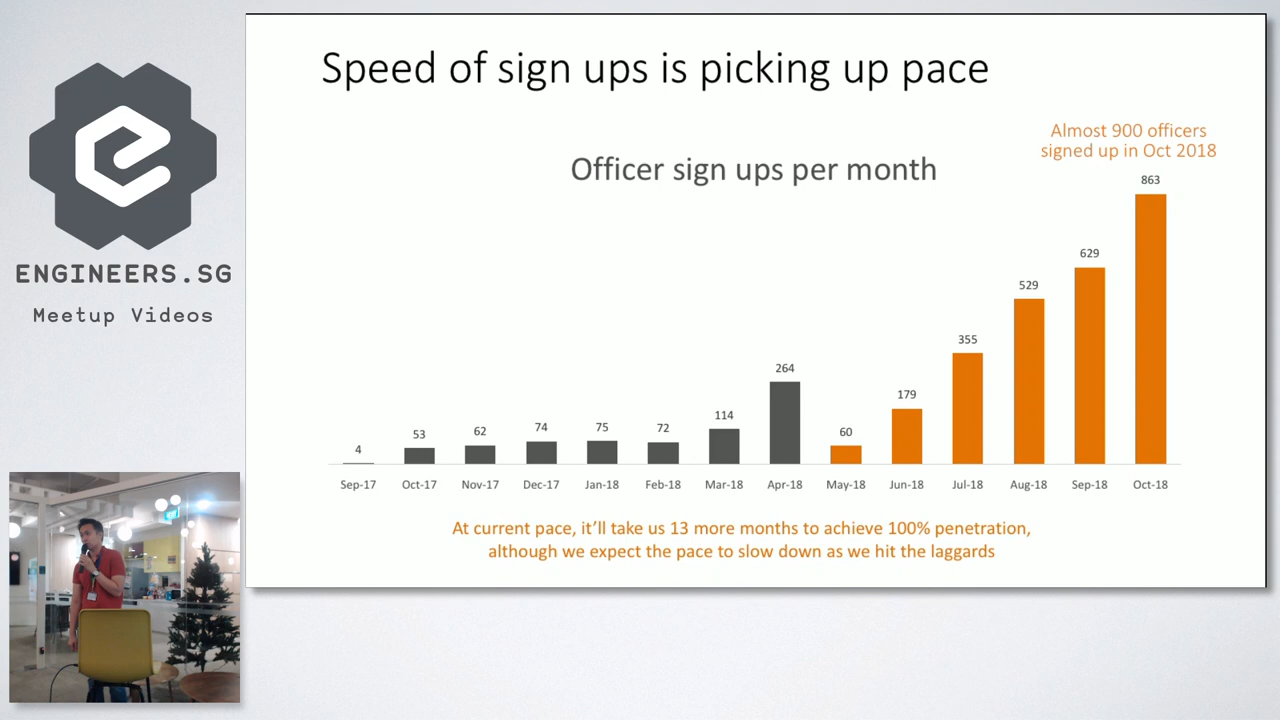 Speed of sign ups is picking up pace
Almost 900 officers
signed up in Oct 2018
Officer sign ups per month
863
629
529
355
264
179
114
60
4
53
62
74
75
72
Sep-17 Oct-17 Nov-17 Dec-17 Jan-18 Feb-18 Mar-18 Apr-18 May-18 Jun-18 Jul-18 Aug-18 Sep-18 Oct-18
At current pace, it'll take us 13 more months to achieve 100% penetration,
although we expect the pace to slow down as we hit the laggards
ENGINEERS.SG
Meetup Videos